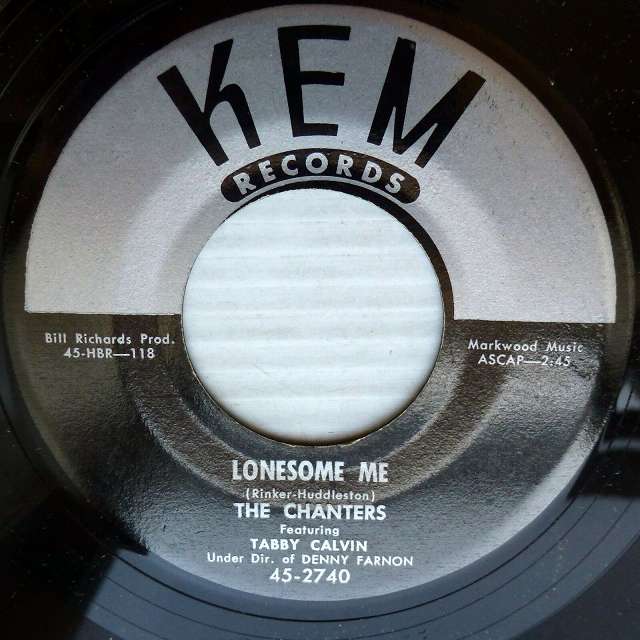 KEM
RECORDS
Bill Richards Prod.
45-HBR—118
Markwood Music
ASCAP—2:45
LONESOME ME
(Rinker-Huddleston)
THE CHANTERS
Featuring
TABBY CALVIN
Under Dir. of DENNY FARNON
45-2740